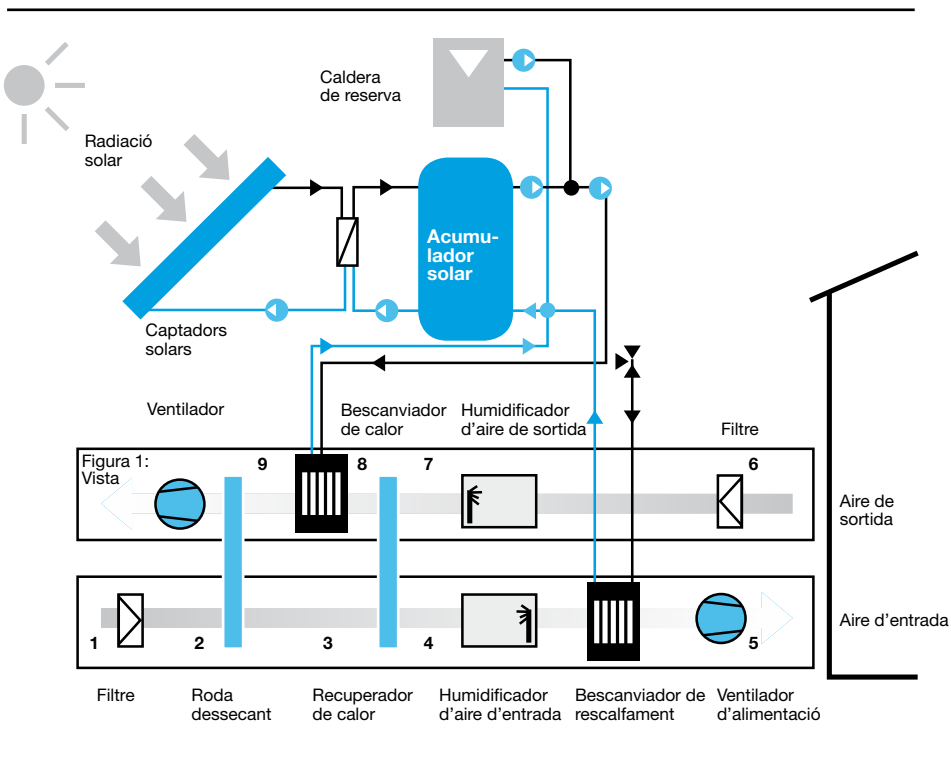 Caldera
de reserva
Radiació
solar
Acumu-
lador
solar
Captadors
solars
Ventilador
Bescanviador
de calor
Humidificador
d'aire de sortida
Filtre
Figura 1:
Vista
9
8
7
6
Aire de
sortida
1
2
3
4
5
Aire d'entrada
Filtre
Roda
dessecant
Recuperador
de calor
Humidificador
d'aire d'entrada
Bescanviador de
rescalfament
Ventilador
d'alimentació